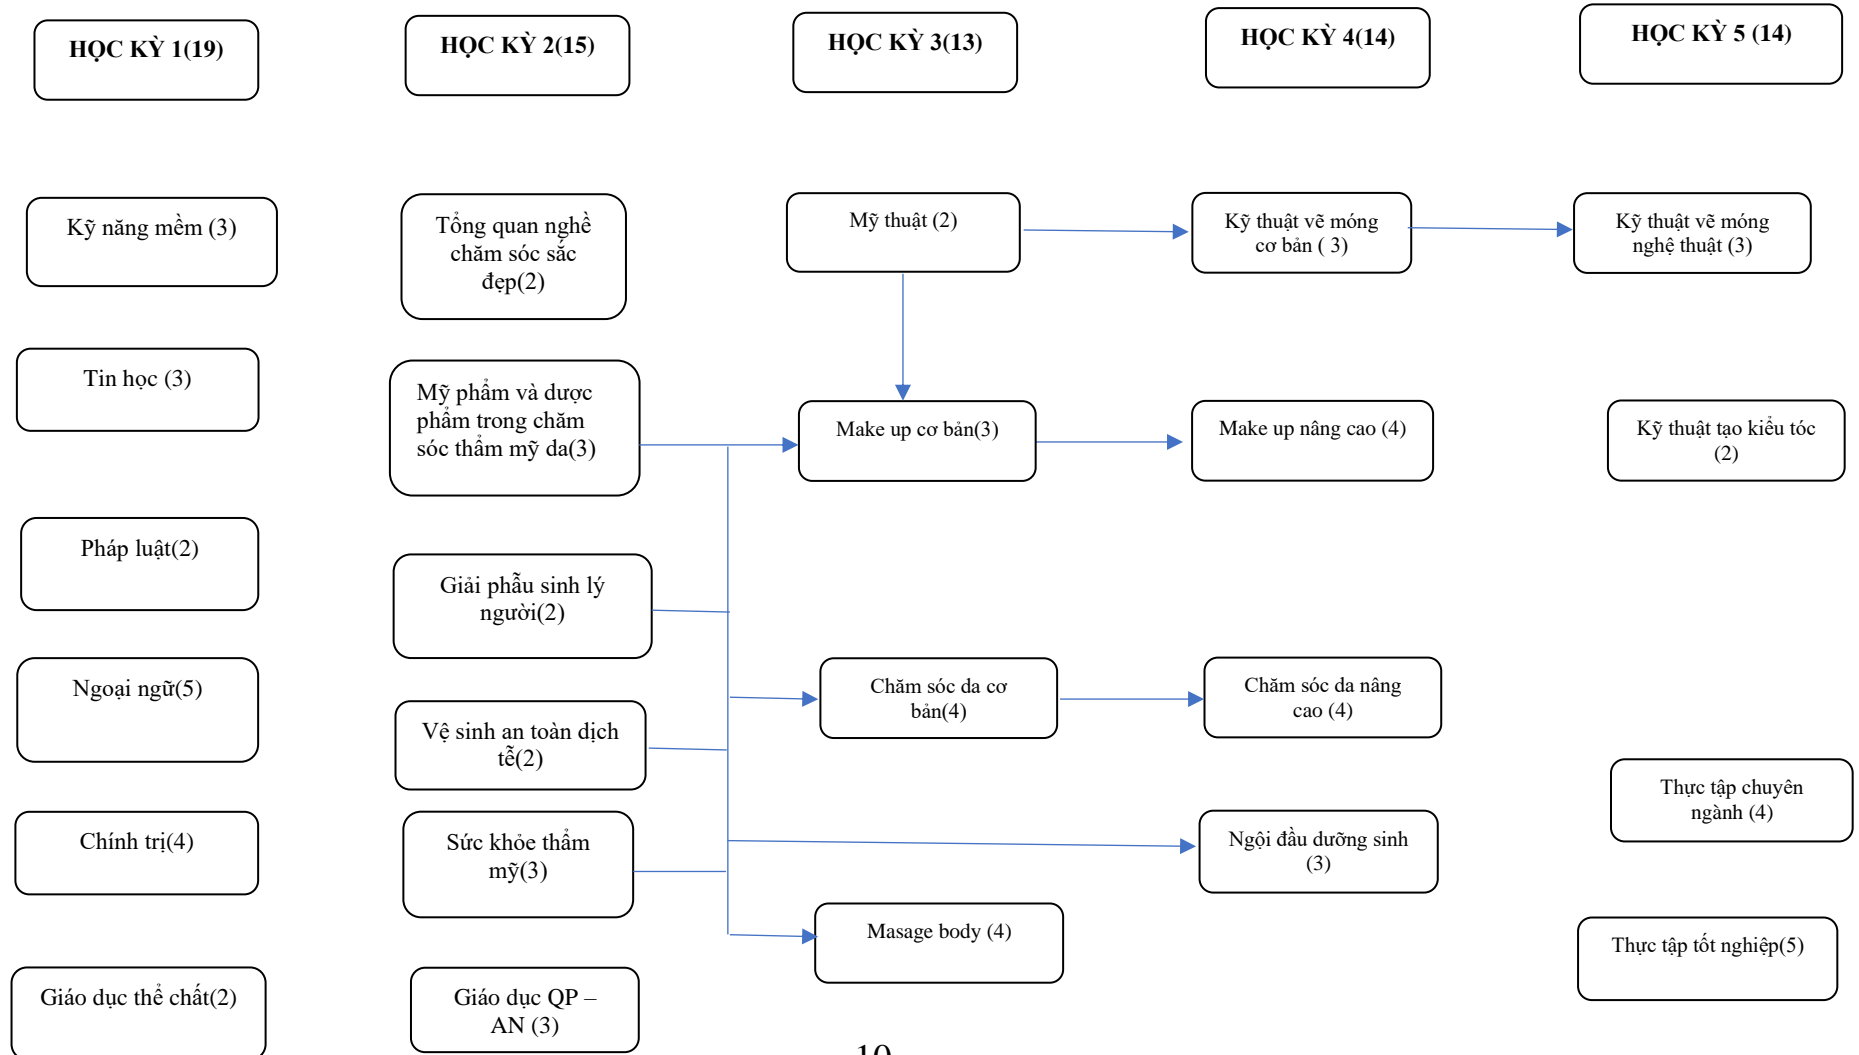 HỌC KỲ 1(19)
HỌC KỲ 2(15)
HỌC KỲ 3(13)
HỌC KỲ 4(14)
HỌC KỲ 5 (14)
Kỹ năng mềm (3)
Tổng quan nghề
chăm sóc sắc
đẹp(2)
Mỹ thuật (2)
Kỹ thuật vẽ móng
cơ bản ( 3)
Kỹ thuật vẽ móng
nghệ thuật (3)
Tin học (3)
Mỹ phẩm và dược
phẩm trong chăm
sóc thẩm mỹ da(3)
Make up cơ bản(3)
Make up nâng cao (4)
Kỹ thuật tạo kiểu tóc
(2)
Pháp luật(2)
Giải phẫu sinh lý
người(2)
Ngoại ngữ(5)
Vệ sinh an toàn dịch
tễ(2)
Chăm sóc da cơ
bản(4)
Chăm sóc da nâng
cao (4)
Thực tập chuyên
ngành (4)
Chính trị(4)
Sức khỏe thẩm
mỹ(3)
Ngội đầu dưỡng sinh
(3)
Masage body (4)
Thực tập tốt nghiệp(5)
Giáo dục thể chất(2)
Giáo dục QP –
AN (3)
10